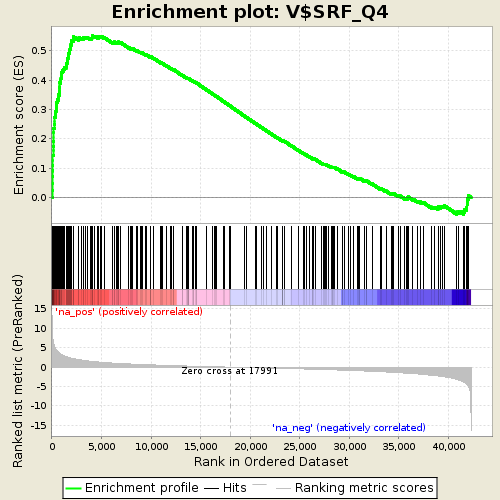 Enrichment plot: V$SRF_Q4
Enrichment score (ES)
0.5
0.4
0.3
0.2
0.1
0.0
Ranked list metric (PreRanked)
15
10
5
0
-5
-10
-15
'na_pos' (positively correlated)
Zero cross at 17991
'na_neg' (negatively correlated)
0
5,000
10,000
15,000
20,000
25,000
30,000
35,000
40,000
Rank in Ordered Dataset
Enrichment profile
Hits
Ranking metric scores